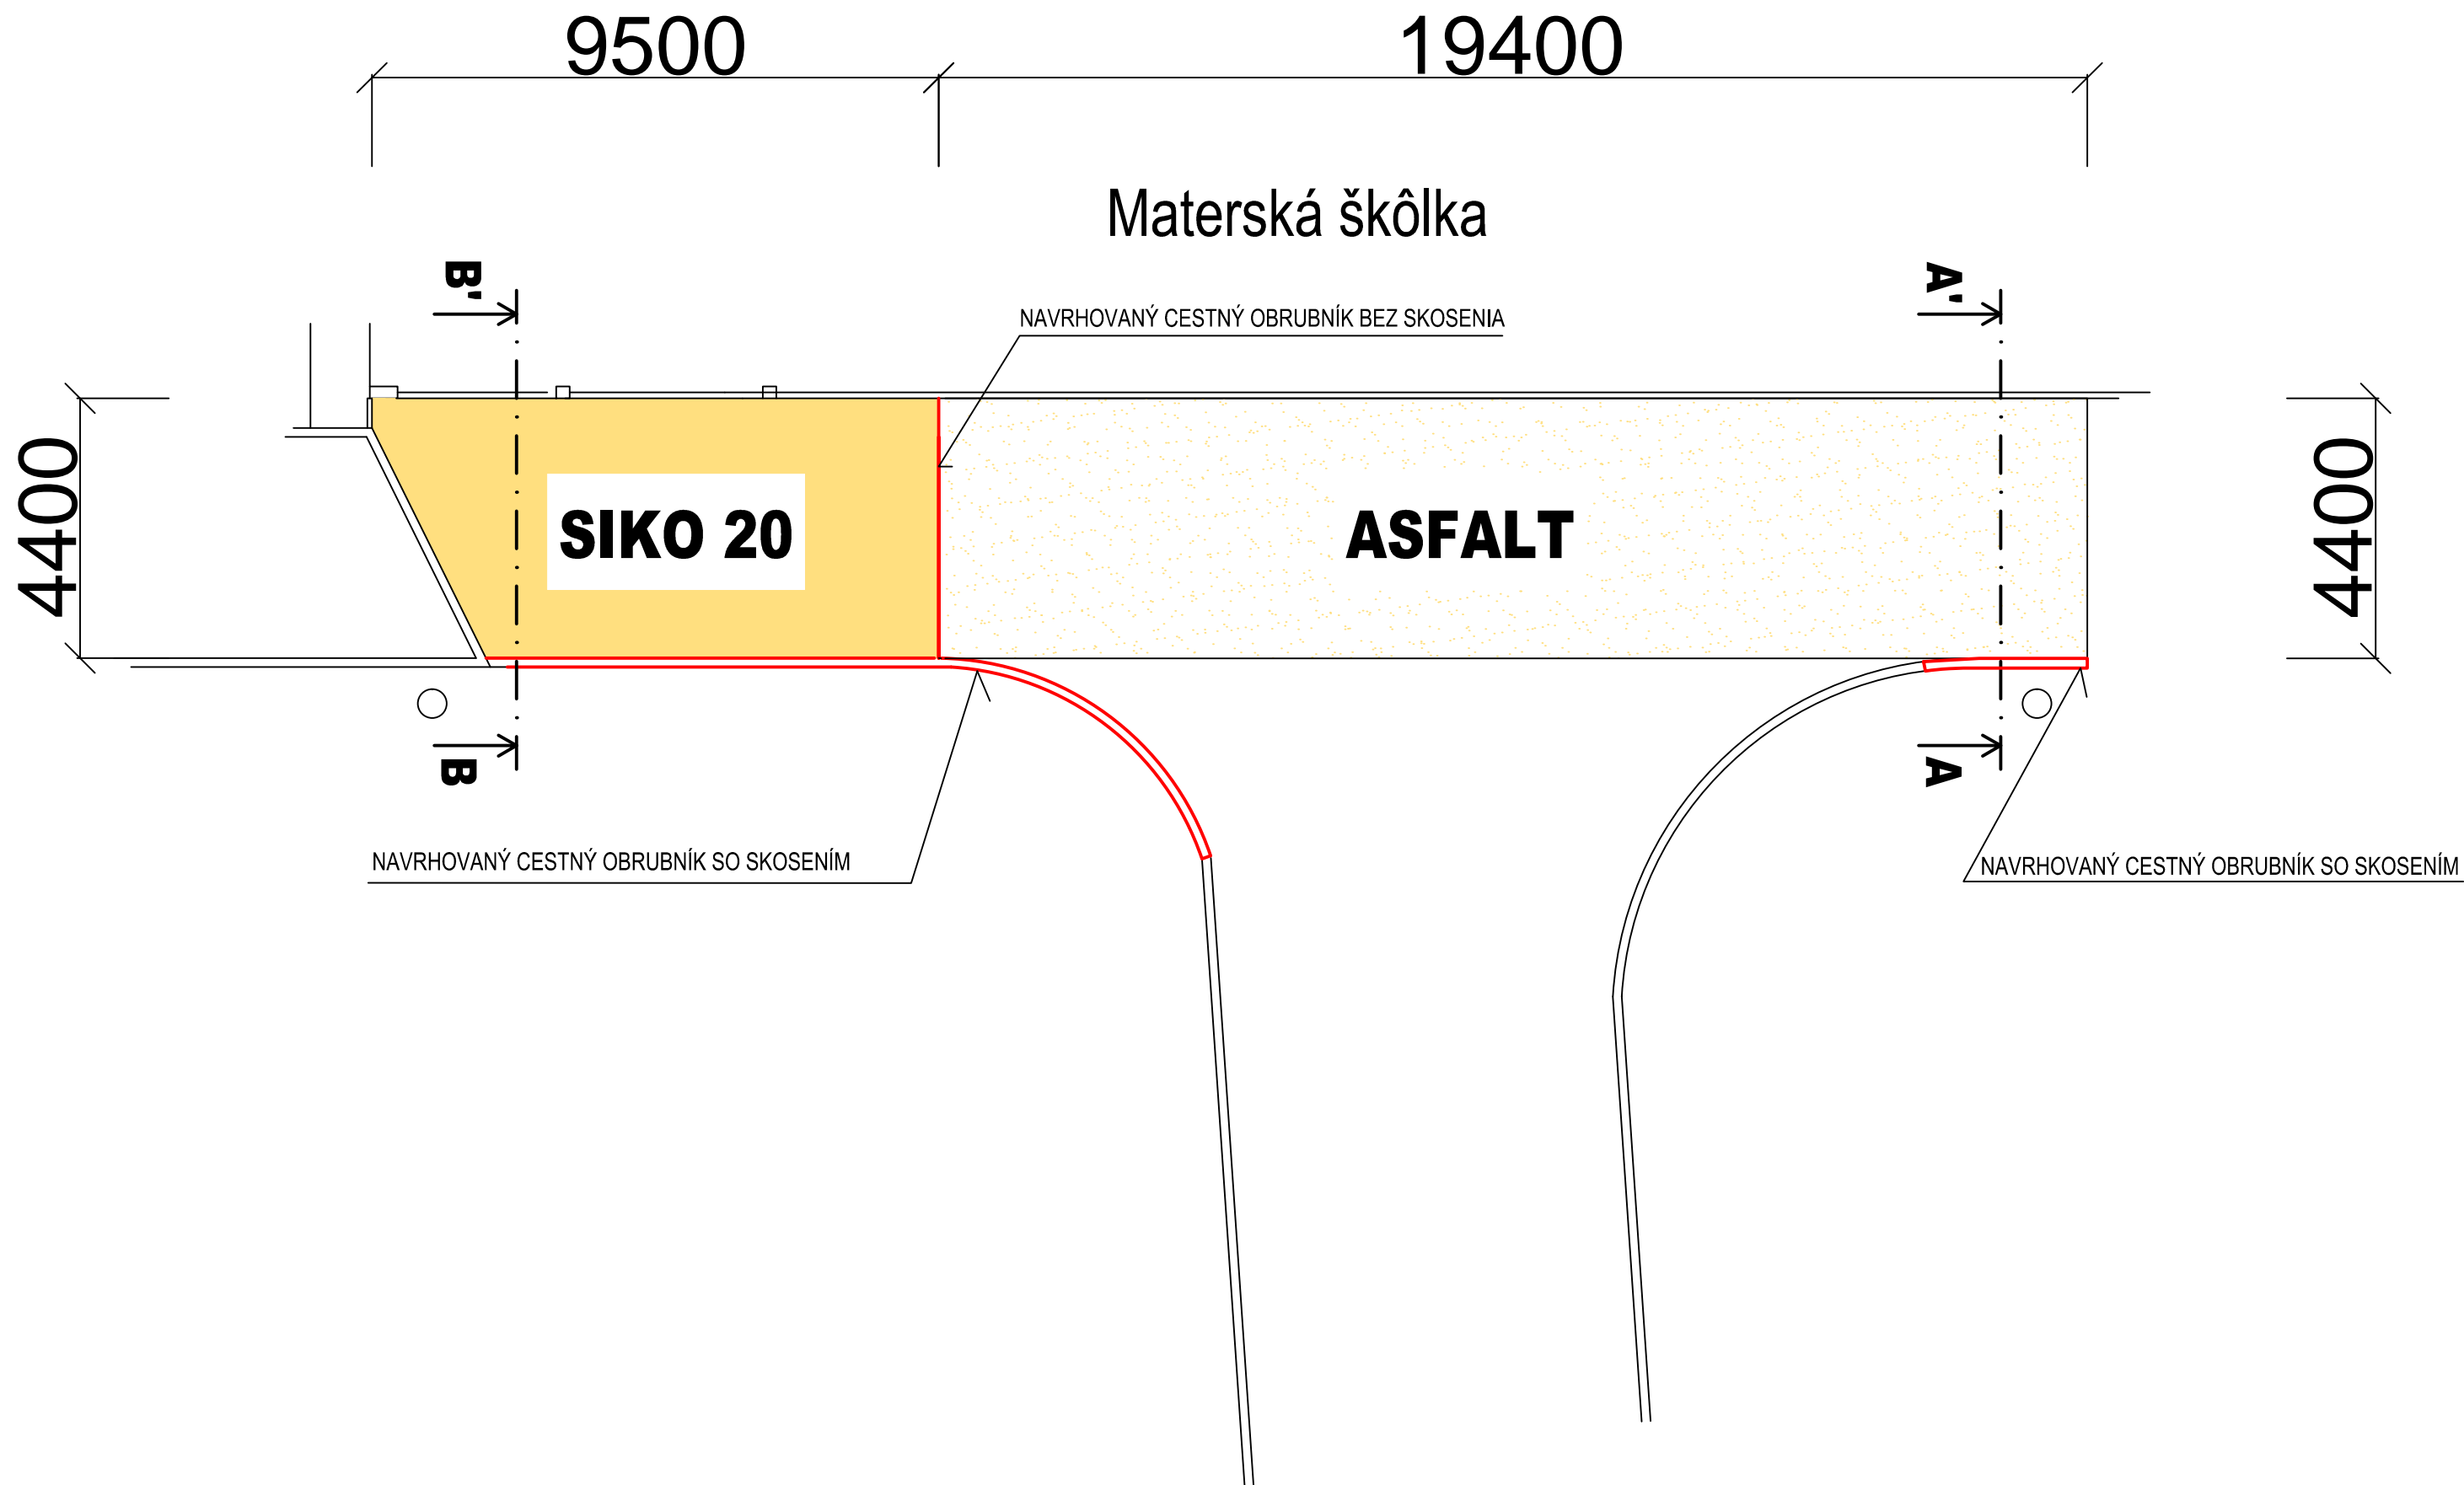 9500
19400
Materská škôlka
B'
A'
NAVRHOVANÝ CESTNÝ OBRUBNÍK BEZ SKOSENIA
4400
4400
SIKO 20
ASFALT
B
A
NAVRHOVANÝ CESTNÝ OBRUBNÍK SO SKOSENÍM
NAVRHOVANÝ CESTNÝ OBRUBNÍK SO SKOSENÍM